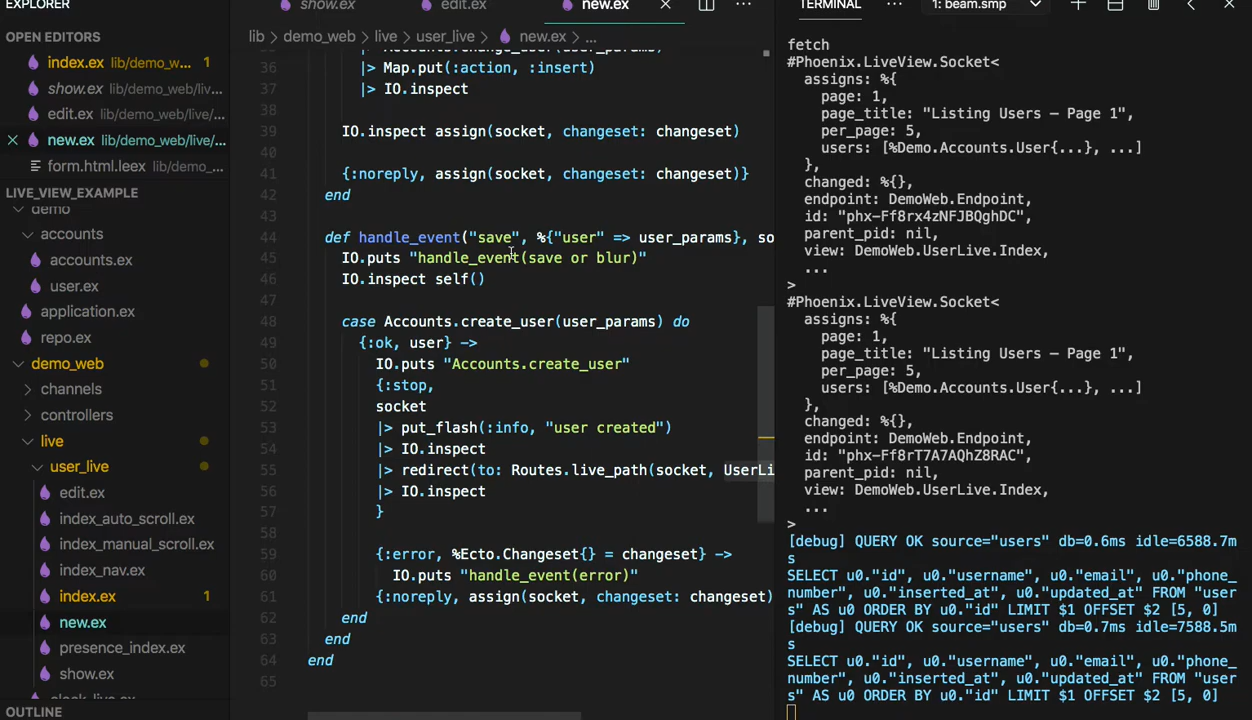 EXPLORER
OPEN EDITORS
index.ex lib/demo_w... 1
show.ex lib/demo_web/liv...
edit.ex lib/demo_web/live/...
new.ex lib/demo_web/live/...
form.html.leex lib/demo_...
LIVE_VIEW_EXAMPLE
demo
accounts
accounts.ex
user.ex
application.ex
repo.ex
demo_web
channels
controllers
live
user_live
edit.ex
index_auto_scroll.ex
index_manual_scroll.ex
index_nav.ex
index.ex 1
new.ex
presence_index.ex
show.ex
clock_live.ex
OUTLINE
show.ex edit.ex new.ex
lib > demo_web > live > user_live > new.ex > ...
35 |> Accounts.change_user(user_params)
36 |> Map.put(:action, :insert)
37 |> IO.inspect
38
39 IO.inspect assign(socket, changeset: changeset)
40
41 {:noreply, assign(socket, changeset: changeset)}
42 end
43
44 def handle_event("save", %{"user" => user_params}, so
45 IO.puts "handle_event(save or blur)"
46 IO.inspect self()
47
48 case Accounts.create_user(user_params) do
49 {:ok, user} ->
50 IO.puts "Accounts.create_user"
51 {:stop,
52 socket
53 |> put_flash(:info, "user created")
54 |> IO.inspect
55 |> redirect(to: Routes.live_path(socket, UserLi
56 |> IO.inspect
57 }
58
59 {:error, %Ecto.Changeset{} = changeset} ->
60 IO.puts "handle_event(error)"
61 {:noreply, assign(socket, changeset: changeset)
62 end
63 end
64 end
65
TERMINAL ... 1: beam.smp
fetch
#Phoenix.LiveView.Socket<
assigns: %{
page: 1,
page_title: "Listing Users – Page 1",
per_page: 5,
users: [%Demo.Accounts.User{...}, ...]
},
changed: %{},
endpoint: DemoWeb.Endpoint,
id: "phx-Ff8rx4zNFJBQghDC",
parent_pid: nil,
view: DemoWeb.UserLive.Index,
...
>
#Phoenix.LiveView.Socket<
assigns: %{
page: 1,
page_title: "Listing Users – Page 1",
per_page: 5,
users: [%Demo.Accounts.User{...}, ...]
},
changed: %{},
endpoint: DemoWeb.Endpoint,
id: "phx-Ff8rT7A7AQhZ8RAC",
parent_pid: nil,
view: DemoWeb.UserLive.Index,
...
>
[debug] QUERY OK source="users" db=0.6ms idle=6588.7m
s
SELECT u0."id", u0."username", u0."email", u0."phone_
number", u0."inserted_at", u0."updated_at" FROM "user
s" AS u0 ORDER BY u0."id" LIMIT $1 OFFSET $2 [5, 0]
[debug] QUERY OK source="users" db=0.7ms idle=7588.5m
s
SELECT u0."id", u0."username", u0."email", u0."phone_
number", u0."inserted_at", u0."updated_at" FROM "user
s" AS u0 ORDER BY u0."id" LIMIT $1 OFFSET $2 [5, 0]